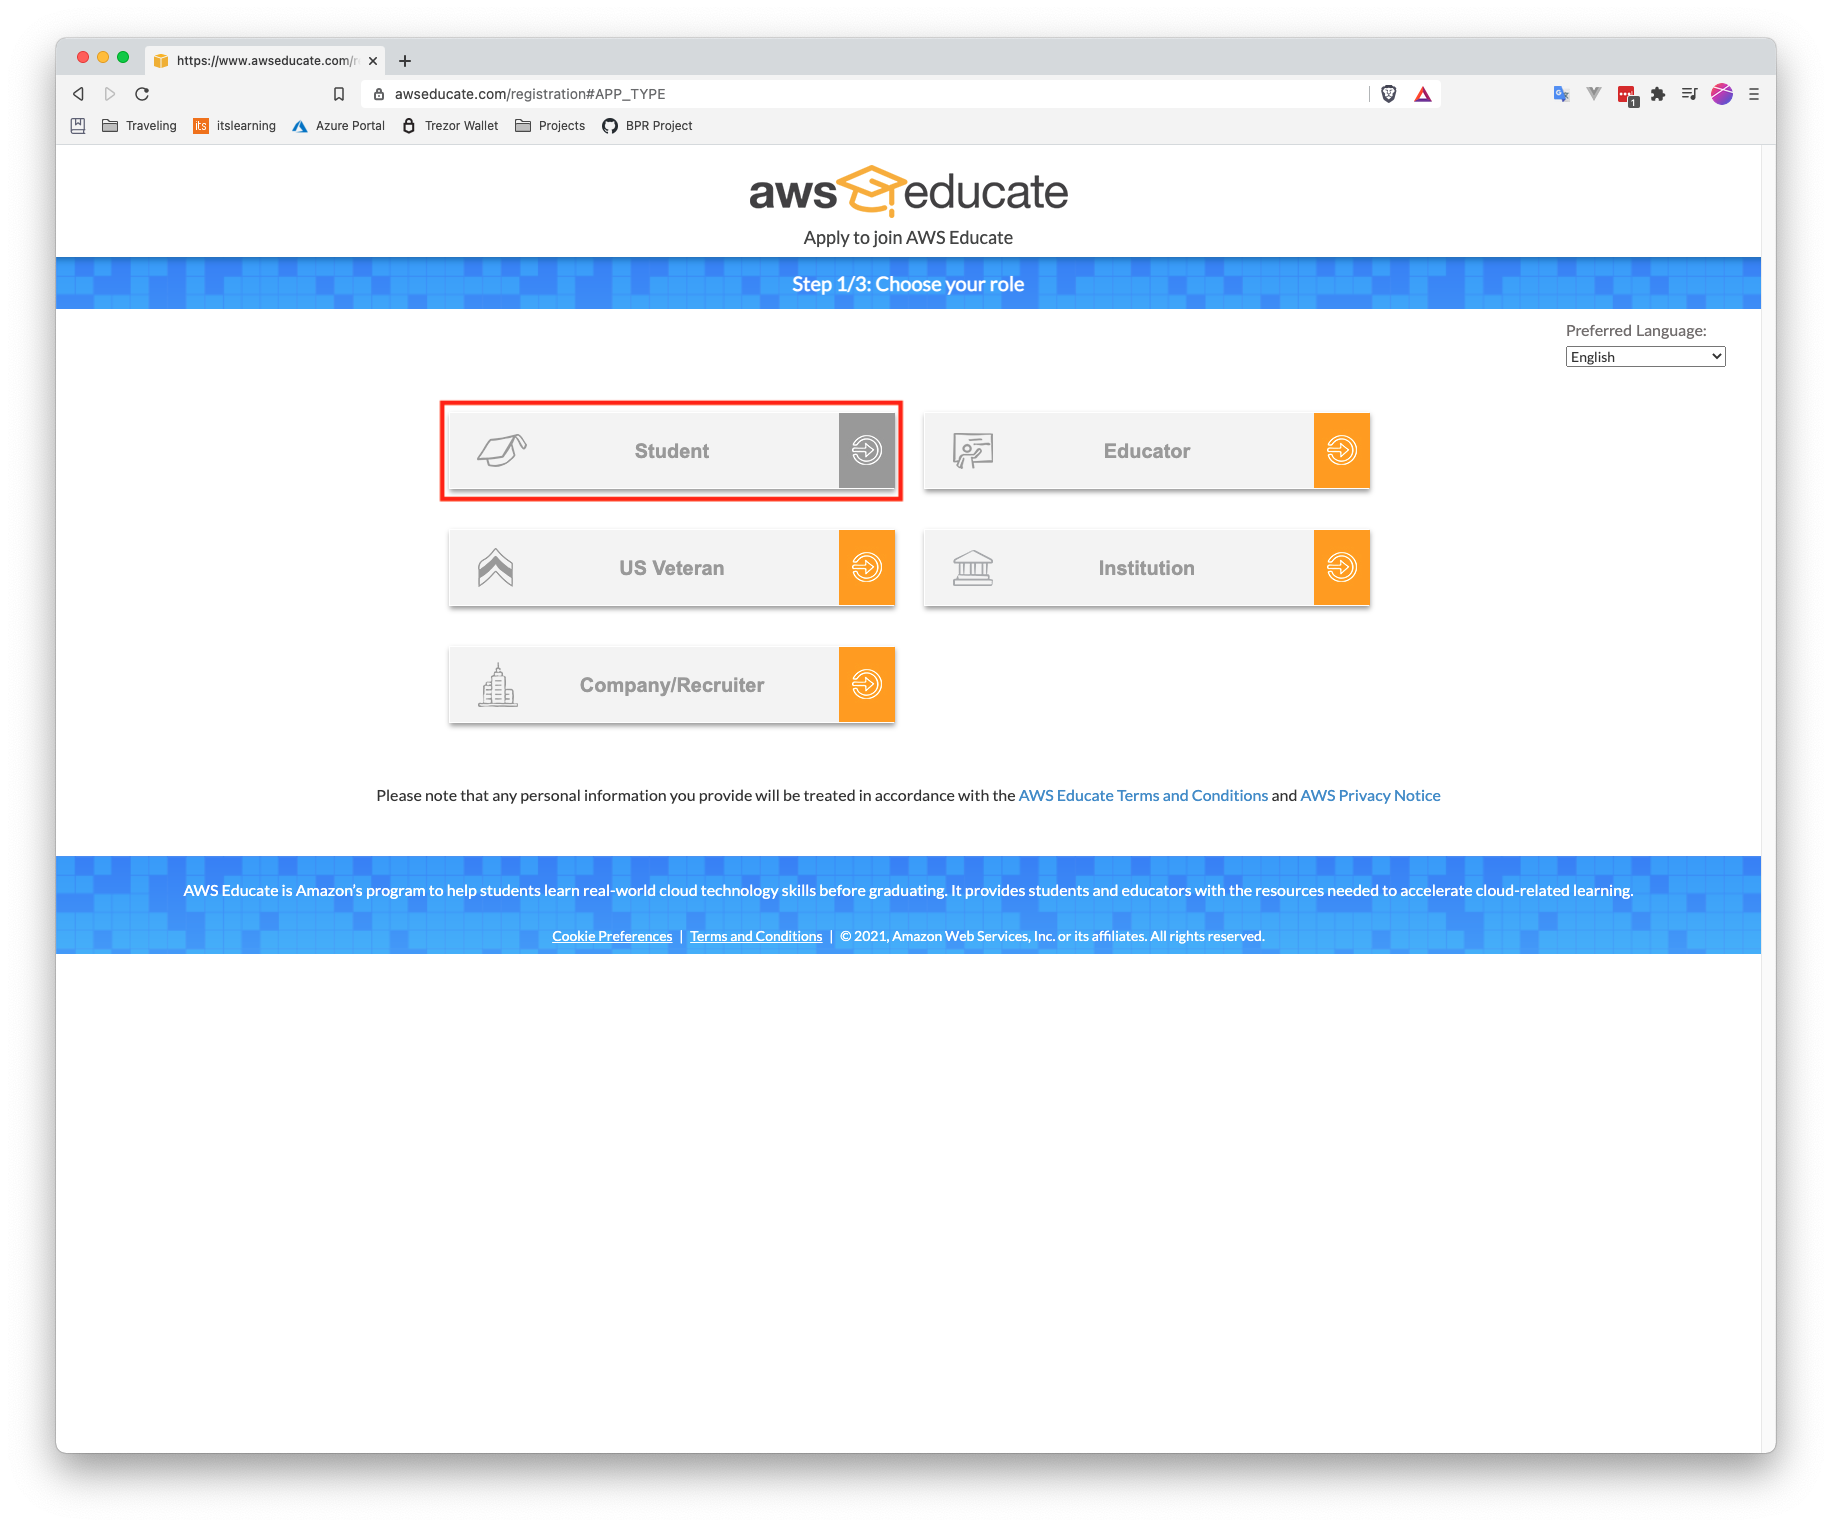 https://www.awseducate.com/r
awseducate.com/registration#APP_TYPE
1
Traveling
its itslearning
Azure Portal
Trezor Wallet
Projects
BPR Project
aws educate
Apply to join AWS Educate
Step 1/3: Choose your role
Preferred Language:
English
Student
Educator
US Veteran
Institution
Company/Recruiter
Please note that any personal information you provide will be treated in accordance with the AWS Educate Terms and Conditions and AWS Privacy Notice
AWS Educate is Amazon's program to help students learn real-world cloud technology skills before graduating. It provides students and educators with the resources needed to accelerate cloud-related learning.
Cookie Preferences | Terms and Conditions | © 2021, Amazon Web Services, Inc. or its affiliates. All rights reserved.